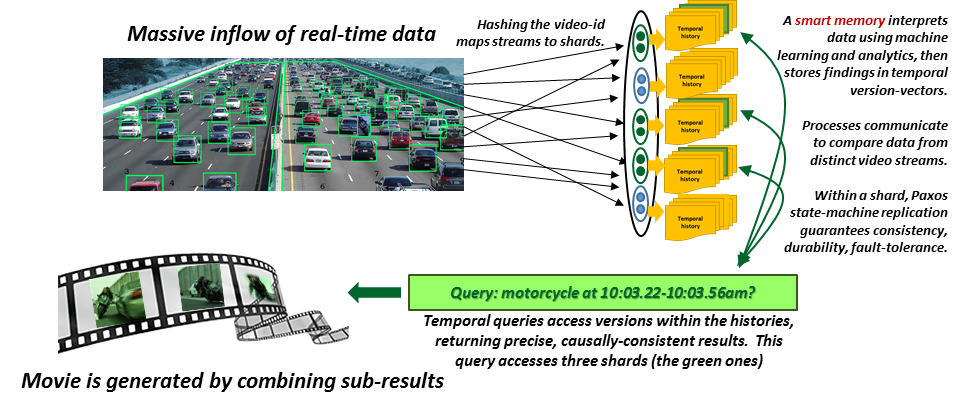 Massive inflow of real-time data
Hashing the video-id
maps streams to shards.
Temporal
history
Temporal
history
Temporal
history
Temporal
history
Temporal
history
A smart memory interprets
data using machine
learning and analytics, then
stores findings in temporal
version-vectors.
Processes communicate
to compare data from
distinct video streams.
Within a shard, Paxos
state-machine replication
guarantees consistency,
durability, fault-tolerance.
3 4 6 7
Query: motorcycle at 10:03.22-10:03.56am?
Temporal queries access versions within the histories,
returning precise, causally-consistent results. This
query accesses three shards (the green ones)
Movie is generated by combining sub-results